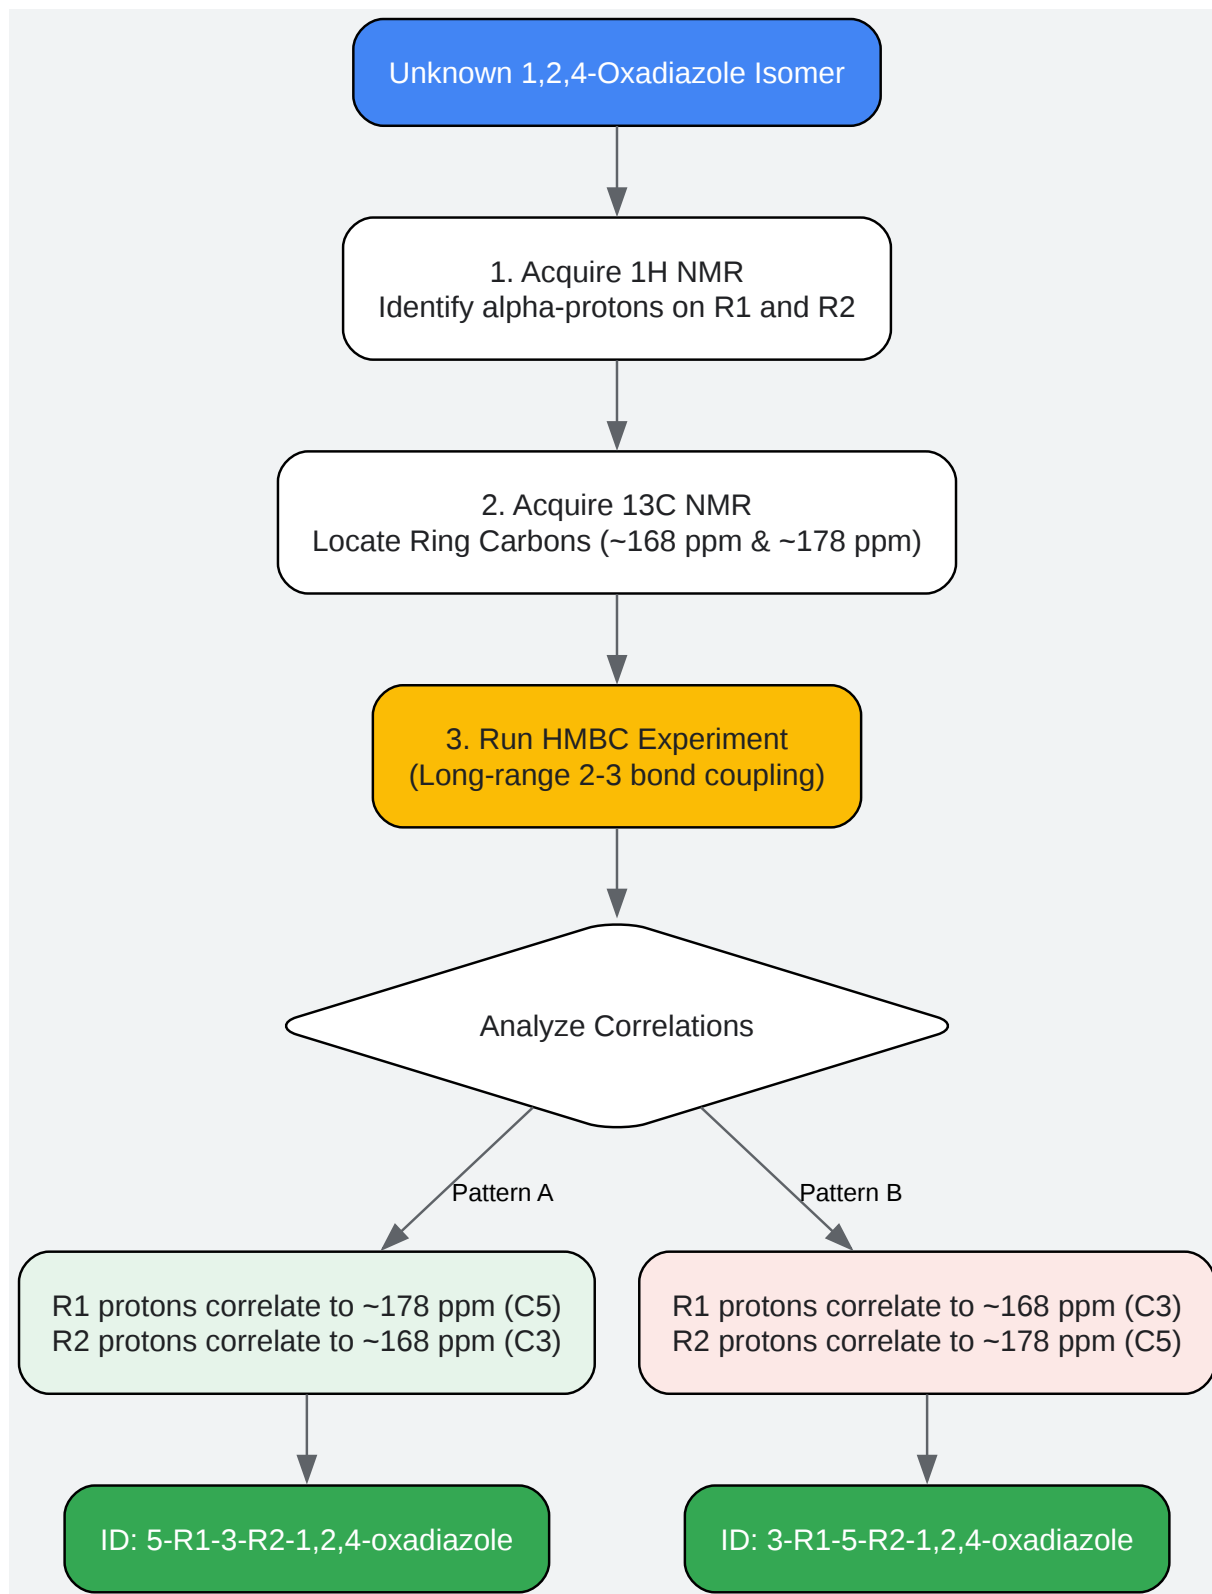 Unknown 1,2,4-Oxadiazole Isomer
1. Acquire 1H NMR
Identify alpha-protons on R1 and R2
2. Acquire 13C NMR
Locate Ring Carbons (~168 ppm & ~178 ppm)
3. Run HMBC Experiment
(Long-range 2-3 bond coupling)
Analyze Correlations
Pattern A
Pattern B
R1 protons correlate to ~178 ppm (C5)
R2 protons correlate to ~168 ppm (C3)
R1 protons correlate to ~168 ppm (C3)
R2 protons correlate to ~178 ppm (C5)
ID: 5-R1-3-R2-1,2,4-oxadiazole
ID: 3-R1-5-R2-1,2,4-oxadiazole